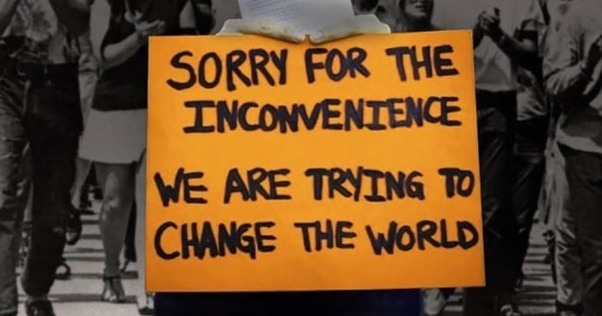 SORRY FOR THE
INCONVENIENCE
WE ARE TRYING TO
CHANGE THE WORLD